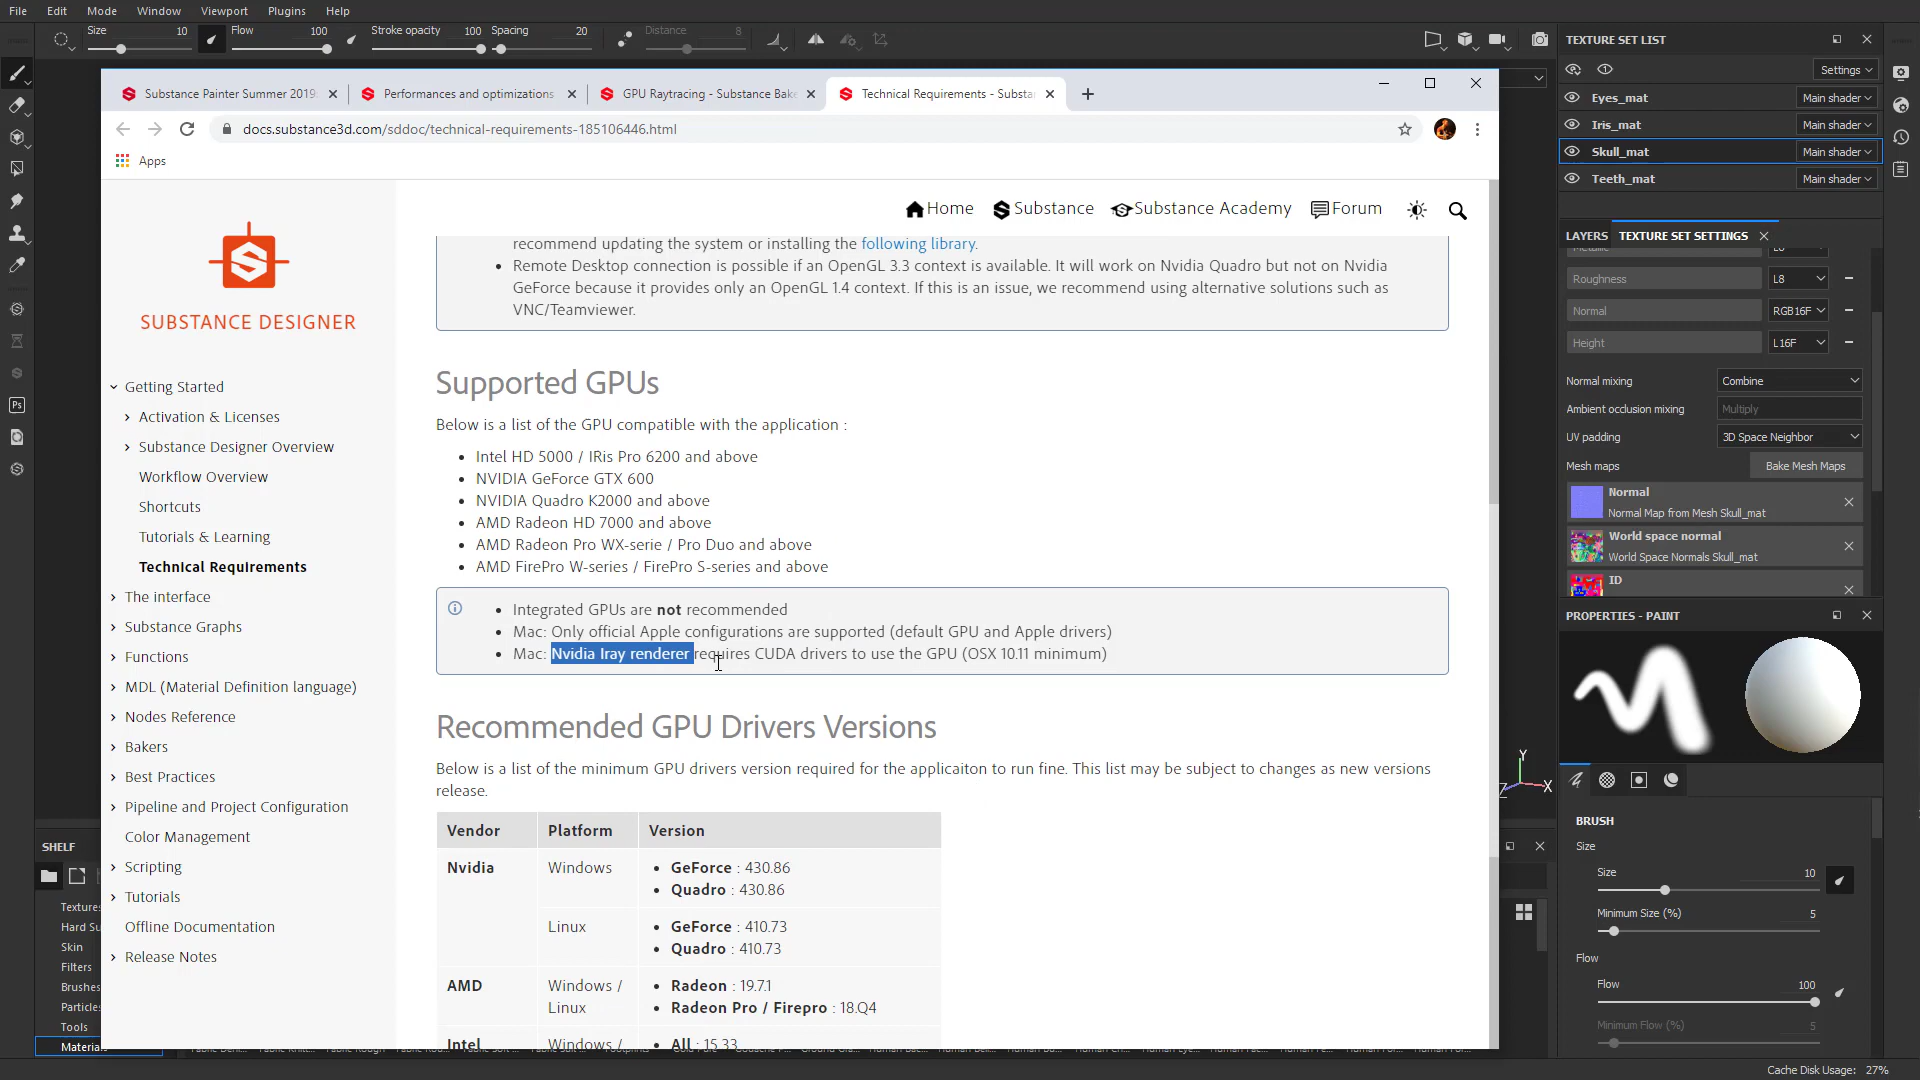 File Edit Mode Window Viewport Plugins Help
Size 10 Flow 100 Stroke opacity 100 Spacing 20 Distance 8
TEXTURE SET LIST
Settings
Eyes_mat Main shader
Iris_mat Main shader
Skull_mat Main shader
Teeth_mat Main shader
LAYERS TEXTURE SET SETTINGS
Roughness L8
Normal RGB16F
Height L16F
Normal mixing Combine
Ambient occlusion mixing Multiply
UV padding 3D Space Neighbor
Mesh maps Bake Mesh Maps
Normal
Normal Map from Mesh Skull_mat
World space normal
World Space Normals Skull_mat
ID
PROPERTIES - PAINT
BRUSH
Size
Size 10
Minimum Size (%) 5
Flow
Flow 100
Minimum Flow (%) 5
Cache Disk Usage: 27%
Substance Painter Summer 2019
Performances and optimizations
GPU Raytracing - Substance Bake
Technical Requirements - Substa
docs.substance3d.com/sddoc/technical-requirements-185106446.html
Apps
Home Substance Substance Academy Forum
SUBSTANCE DESIGNER
Getting Started
Activation & Licenses
Substance Designer Overview
Workflow Overview
Shortcuts
Tutorials & Learning
Technical Requirements
The interface
Substance Graphs
Functions
MDL (Material Definition language)
Nodes Reference
Bakers
Best Practices
Pipeline and Project Configuration
Color Management
Scripting
Tutorials
Offline Documentation
Release Notes
recommend updating the system or installing the following library.
Remote Desktop connection is possible if an OpenGL 3.3 context is available. It will work on Nvidia Quadro but not on Nvidia
GeForce because it provides only an OpenGL 1.4 context. If this is an issue, we recommend using alternative solutions such as
VNC/Teamviewer.
Supported GPUs
Below is a list of the GPU compatible with the application :
Intel HD 5000 / IRis Pro 6200 and above
NVIDIA GeForce GTX 600
NVIDIA Quadro K2000 and above
AMD Radeon HD 7000 and above
AMD Radeon Pro WX-serie / Pro Duo and above
AMD FirePro W-series / FirePro S-series and above
Integrated GPUs are not recommended
Mac: Only official Apple configurations are supported (default GPU and Apple drivers)
Mac: Nvidia Iray renderer requires CUDA drivers to use the GPU (OSX 10.11 minimum)
Recommended GPU Drivers Versions
Below is a list of the minimum GPU drivers version required for the applicaiton to run fine. This list may be subject to changes as new versions
release.
Vendor Platform Version
Nvidia Windows GeForce : 430.86
Quadro : 430.86
Linux GeForce : 410.73
Quadro : 410.73
AMD Windows / Radeon : 19.7.1
Linux Radeon Pro / Firepro : 18.Q4
Intel Windows / All : 15.33
SHELF
Textures
Hard Su
Skin
Filters
Brushes
Particle
Tools
Materials
Y
X
Z
Ps